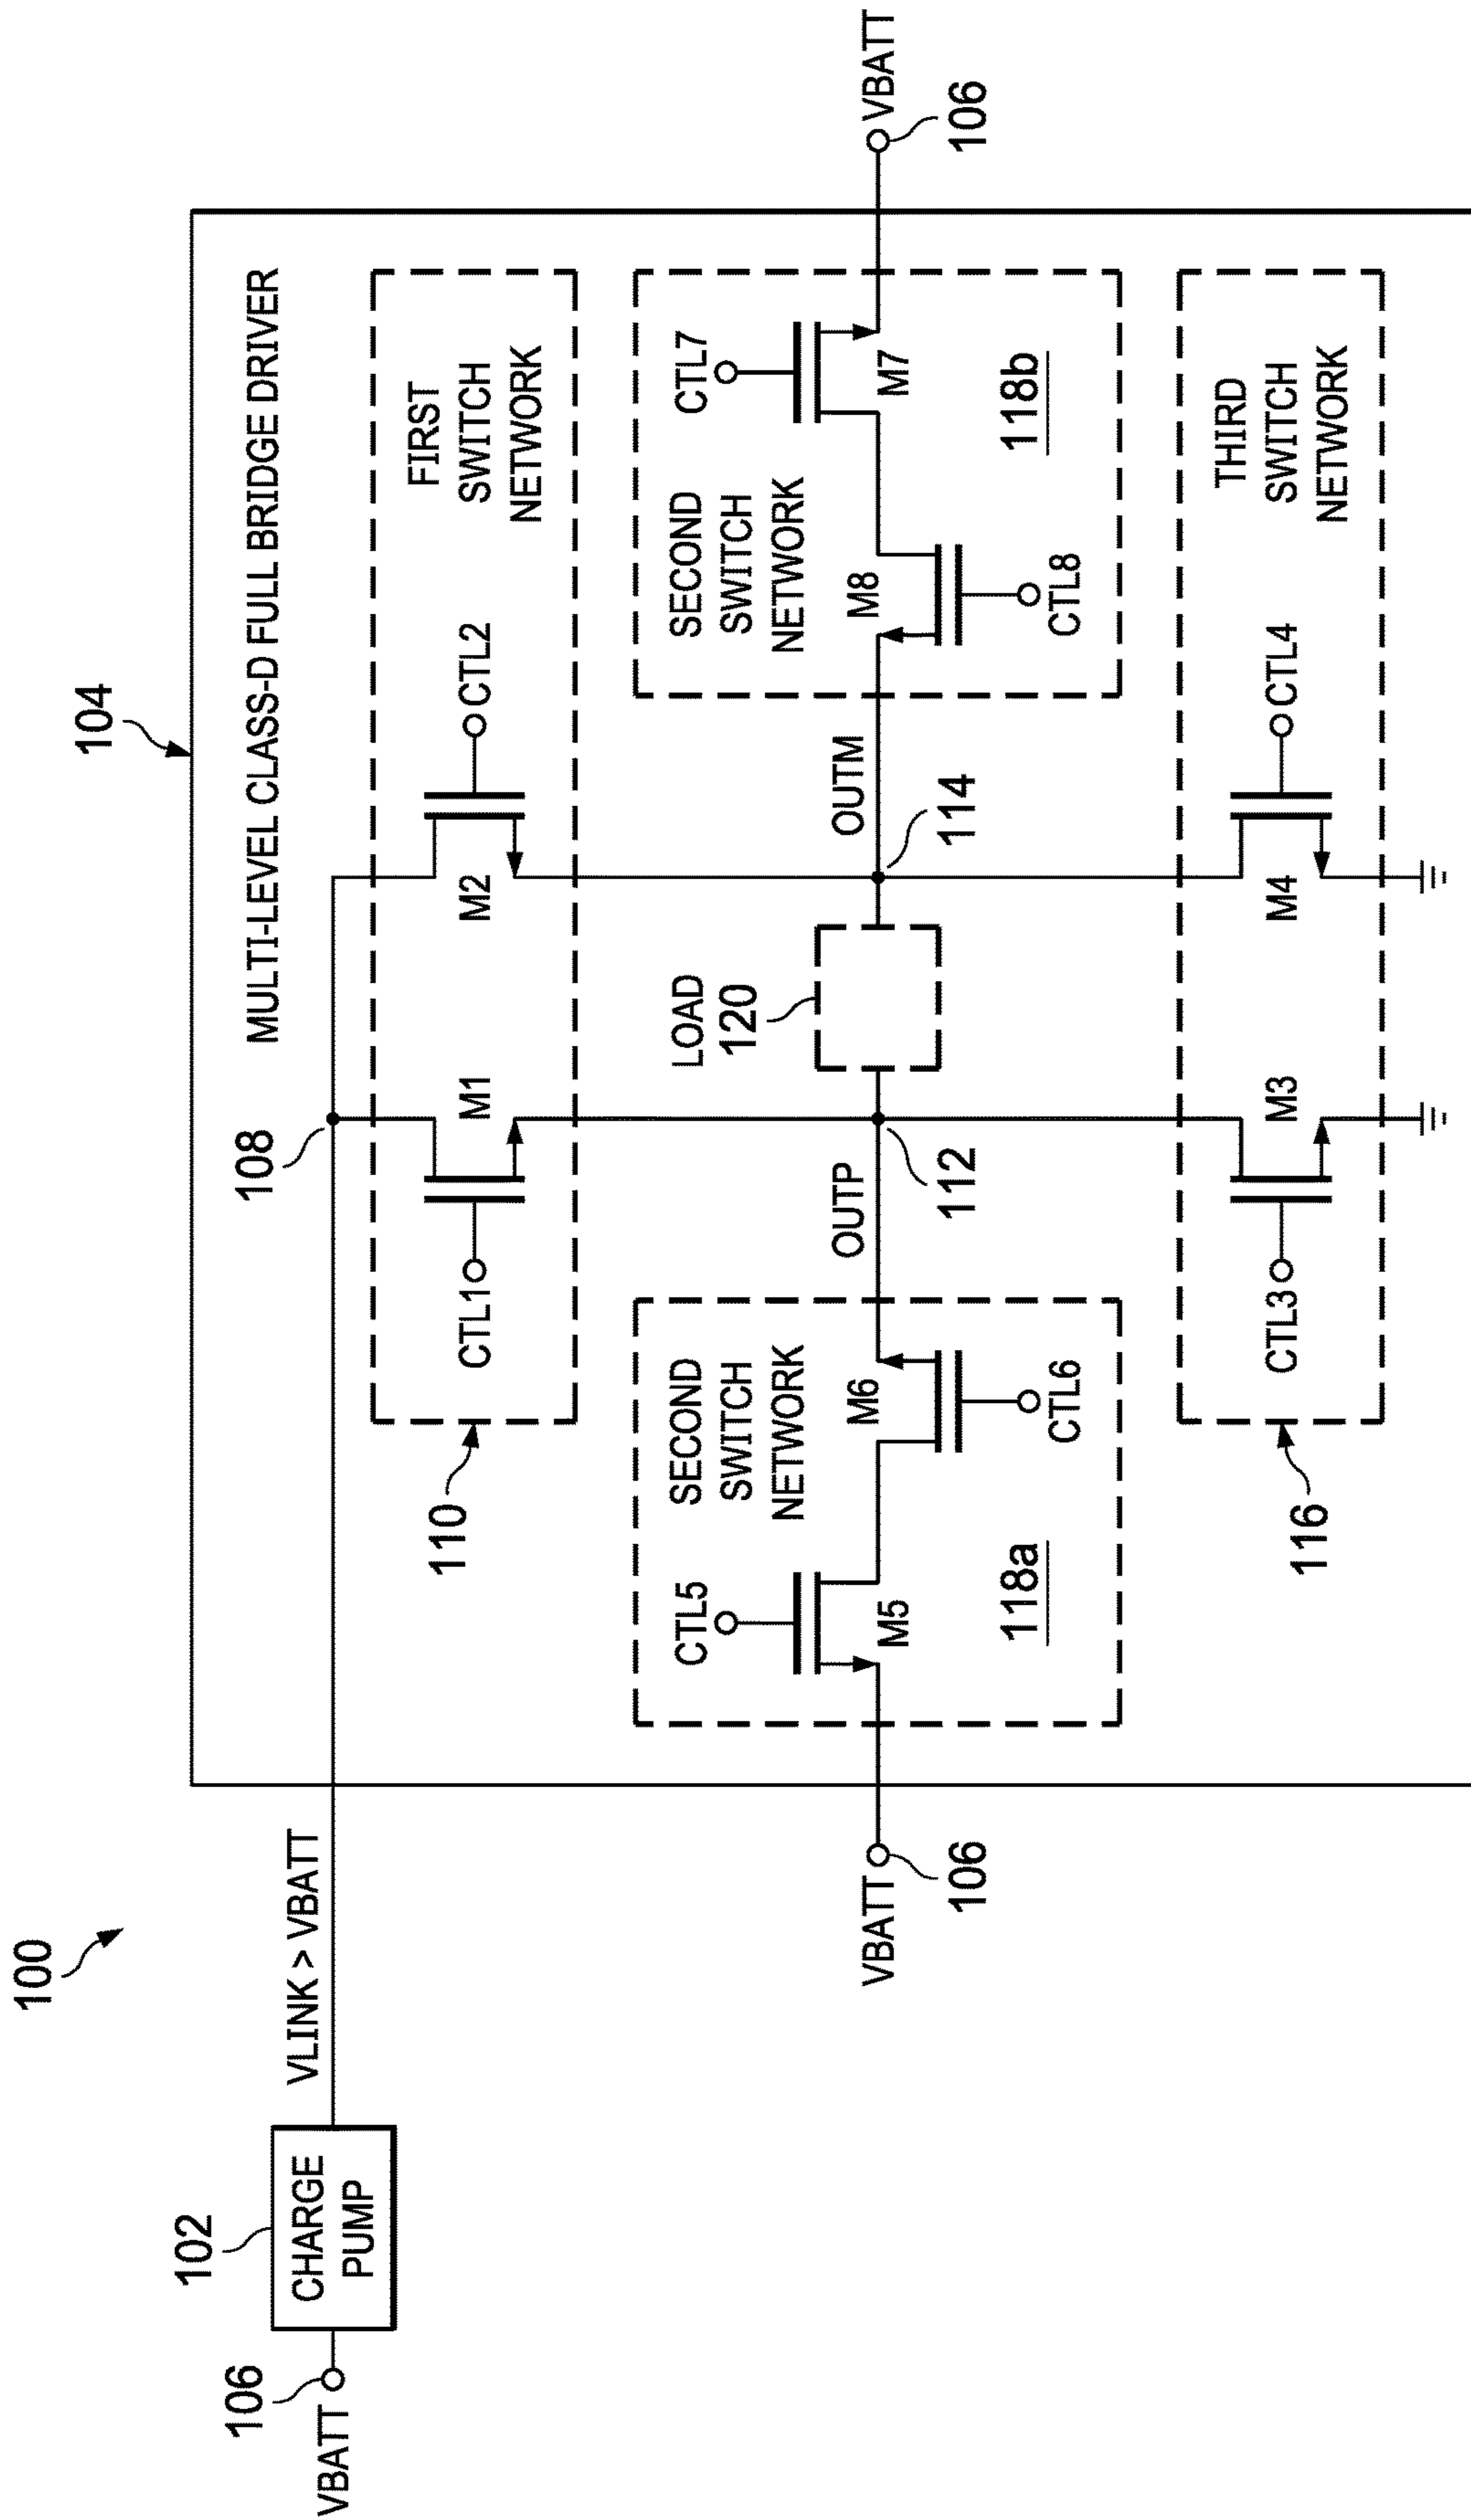 100
104
MULTI-LEVEL CLASS-D FULL BRIDGE DRIVER
102
106
VBATT
CHARGE
PUMP
VLINK > VBATT
108
110
CTL1
M1
M2
CTL2
FIRST
SWITCH
NETWORK
SECOND
SWITCH
NETWORK
CTL5
M5
M6
CTL6
118a
VBATT
106
OUTP
112
LOAD
120
OUTM
114
SECOND
SWITCH
NETWORK
CTL7
M7
M8
CTL8
118b
VBATT
106
116
CTL3
M3
M4
CTL4
THIRD
SWITCH
NETWORK